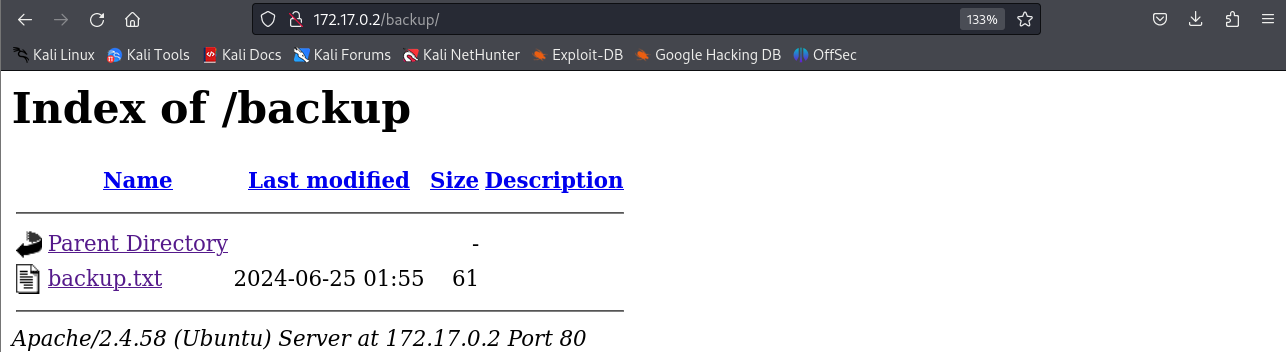 172.17.0.2/backup/ 133%
Kali Linux Kali Tools Kali Docs Kali Forums Kali NetHunter Exploit-DB Google Hacking DB OffSec
Index of /backup
Name Last modified Size Description
Parent Directory -
backup.txt 2024-06-25 01:55 61
Apache/2.4.58 (Ubuntu) Server at 172.17.0.2 Port 80